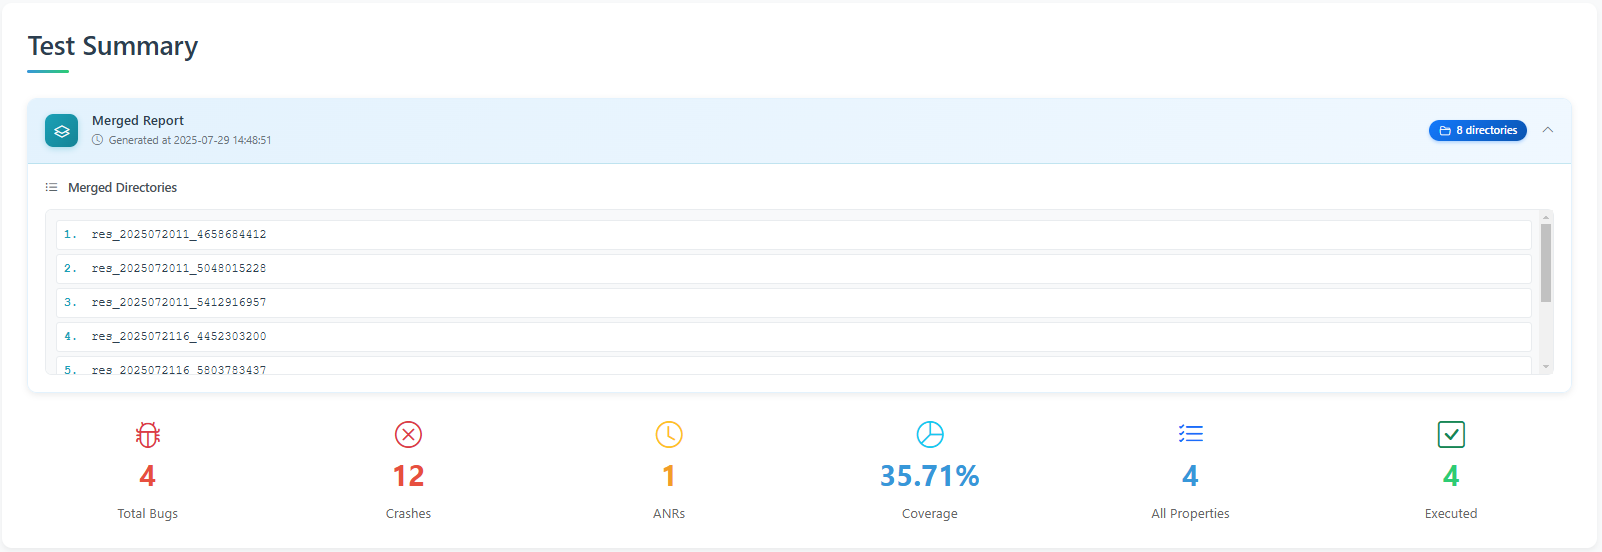 Test Summary
Merged Report
Generated at 2025-07-29 14:48:51
8 directories
Merged Directories
1. res_2025072011_4658684412
2. res_2025072011_5048015228
3. res_2025072011_5412916957
4. res_2025072116_4452303200
5. res_2025072116_5803783437
4 12 1 35.71% 4 4
Total Bugs Crashes ANRs Coverage All Properties Executed